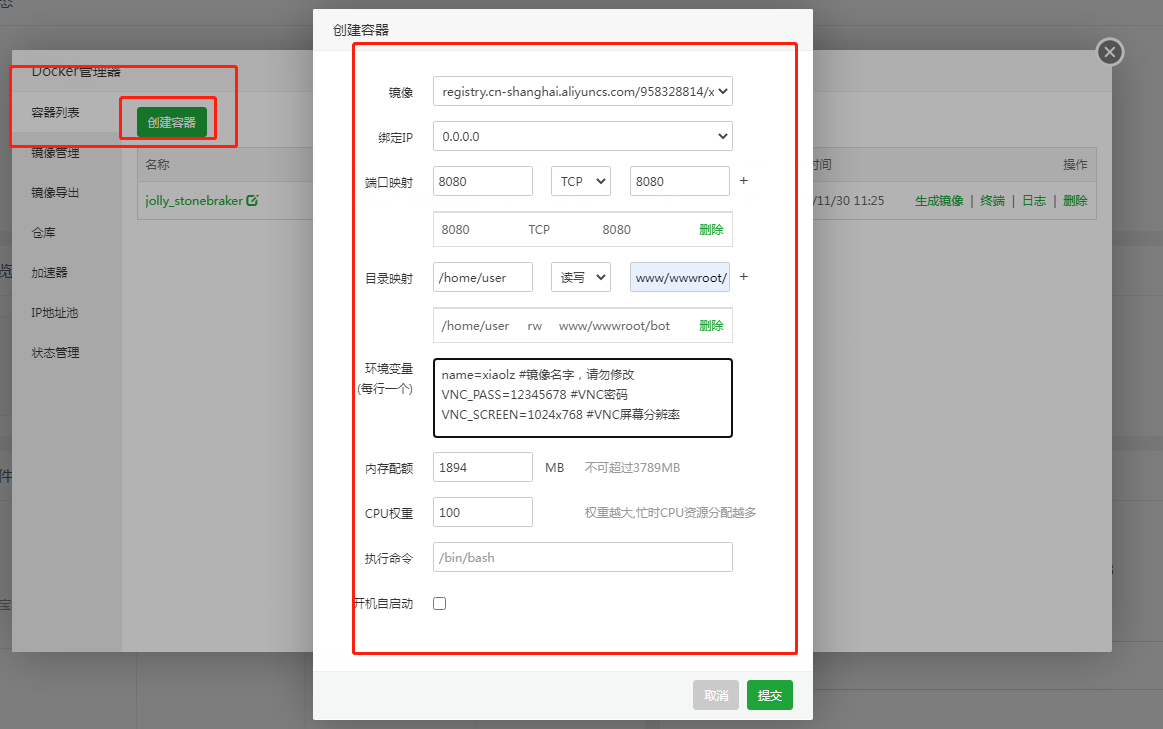 创建容器
Docker管理器
容器列表
创建容器
镜像管理
镜像导出
仓库
加速器
IP地址池
状态管理
名称
时间
操作
jolly_stonebraker
/11/30 11:25
生成镜像 | 终端 | 日志 | 删除
镜像
registry.cn-shanghai.aliyuncs.com/958328814/x
绑定IP
0.0.0.0
端口映射
8080
TCP
8080
+
8080 TCP 8080 删除
目录映射
/home/user
读写
www/wwwroot/
+
/home/user rw www/wwwroot/bot 删除
环境变量
(每行一个)
name=xiaolz #镜像名字，请勿修改
VNC_PASS=12345678 #VNC密码
VNC_SCREEN=1024x768 #VNC屏幕分辨率
内存配额
1894
MB
不可超过3789MB
CPU权重
100
权重越大,忙时CPU资源分配越多
执行命令
/bin/bash
开机自启动
取消
提交